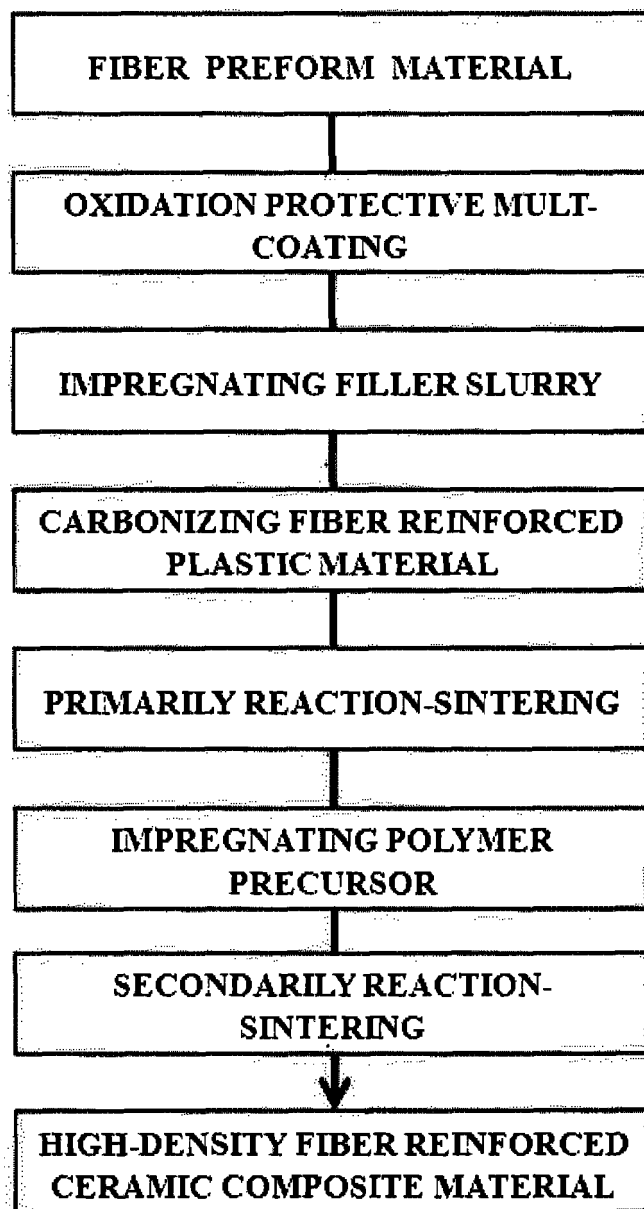 FIBER PREFORM MATERIAL
OXIDATION PROTECTIVE MULT-
COATING
IMPREGNATING FILLER SLURRY
CARBONIZING FIBER REINFORCED
PLASTIC MATERIAL
PRIMARILY REACTION-SINTERING
IMPREGNATING POLYMER
PRECURSOR
SECONDARILY REACTION-
SINTERING
HIGH-DENSITY FIBER REINFORCED
CERAMIC COMPOSITE MATERIAL